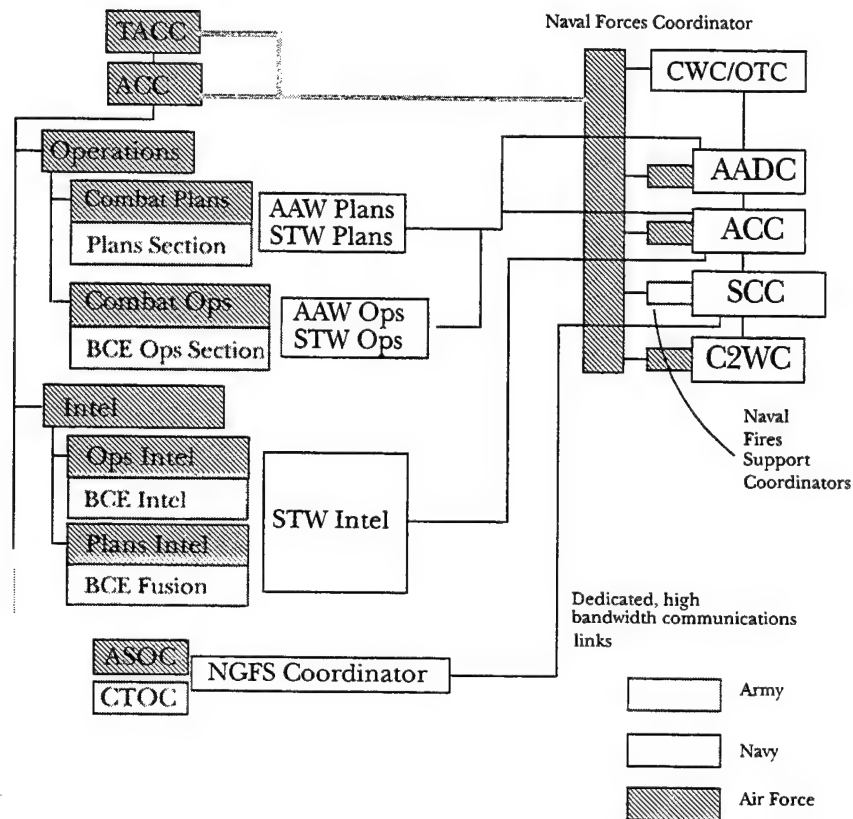 TACC
Naval Forces Coordinator
ACC
CWC/OTC
Operations
AADC
Combat Plans
Plans Section
AAW Plans
STW Plans
ACC
Combat Ops
BCE Ops Section
AAW Ops
STW Ops
SCC
C2WC
Intel
Naval
Fires
Support
Coordinators
Ops Intel
BCE Intel
STW Intel
Plans Intel
BCE Fusion
Dedicated, high
bandwidth communications
links
ASOC
CTOC
NGFS Coordinator
Army
Navy
Air Force